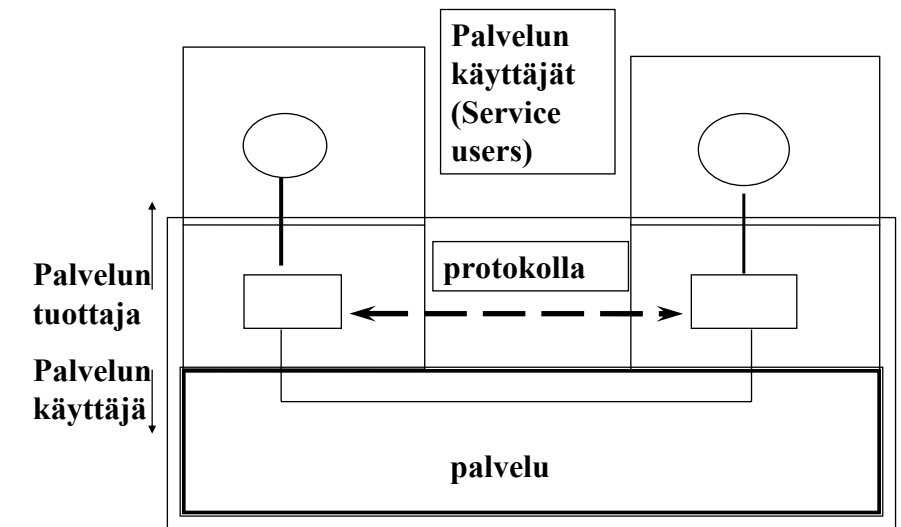 Palvelun
käyttäjät
(Service
users)
protokolla
Palvelun
tuottaja
Palvelun
käyttäjä
palvelu